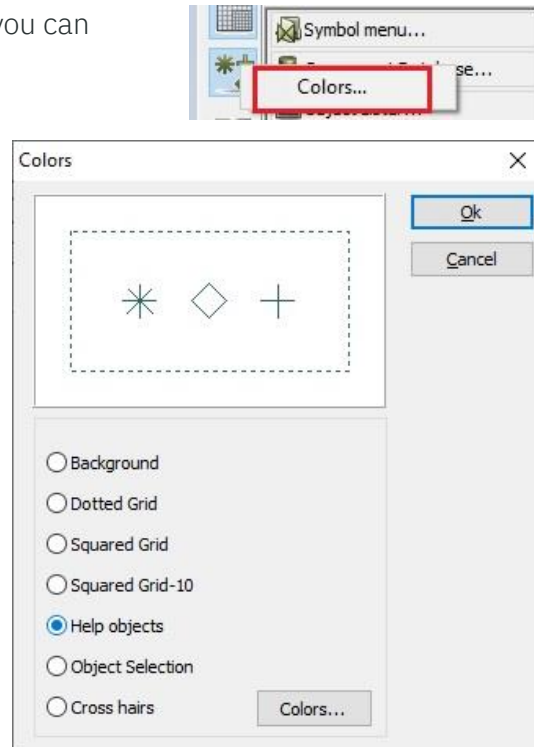 you can
Symbol menu...
se...
Colors...
Colors
Ok
Cancel
Background
Dotted Grid
Squared Grid
Squared Grid-10
Help objects
Object Selection
Cross hairs
Colors...